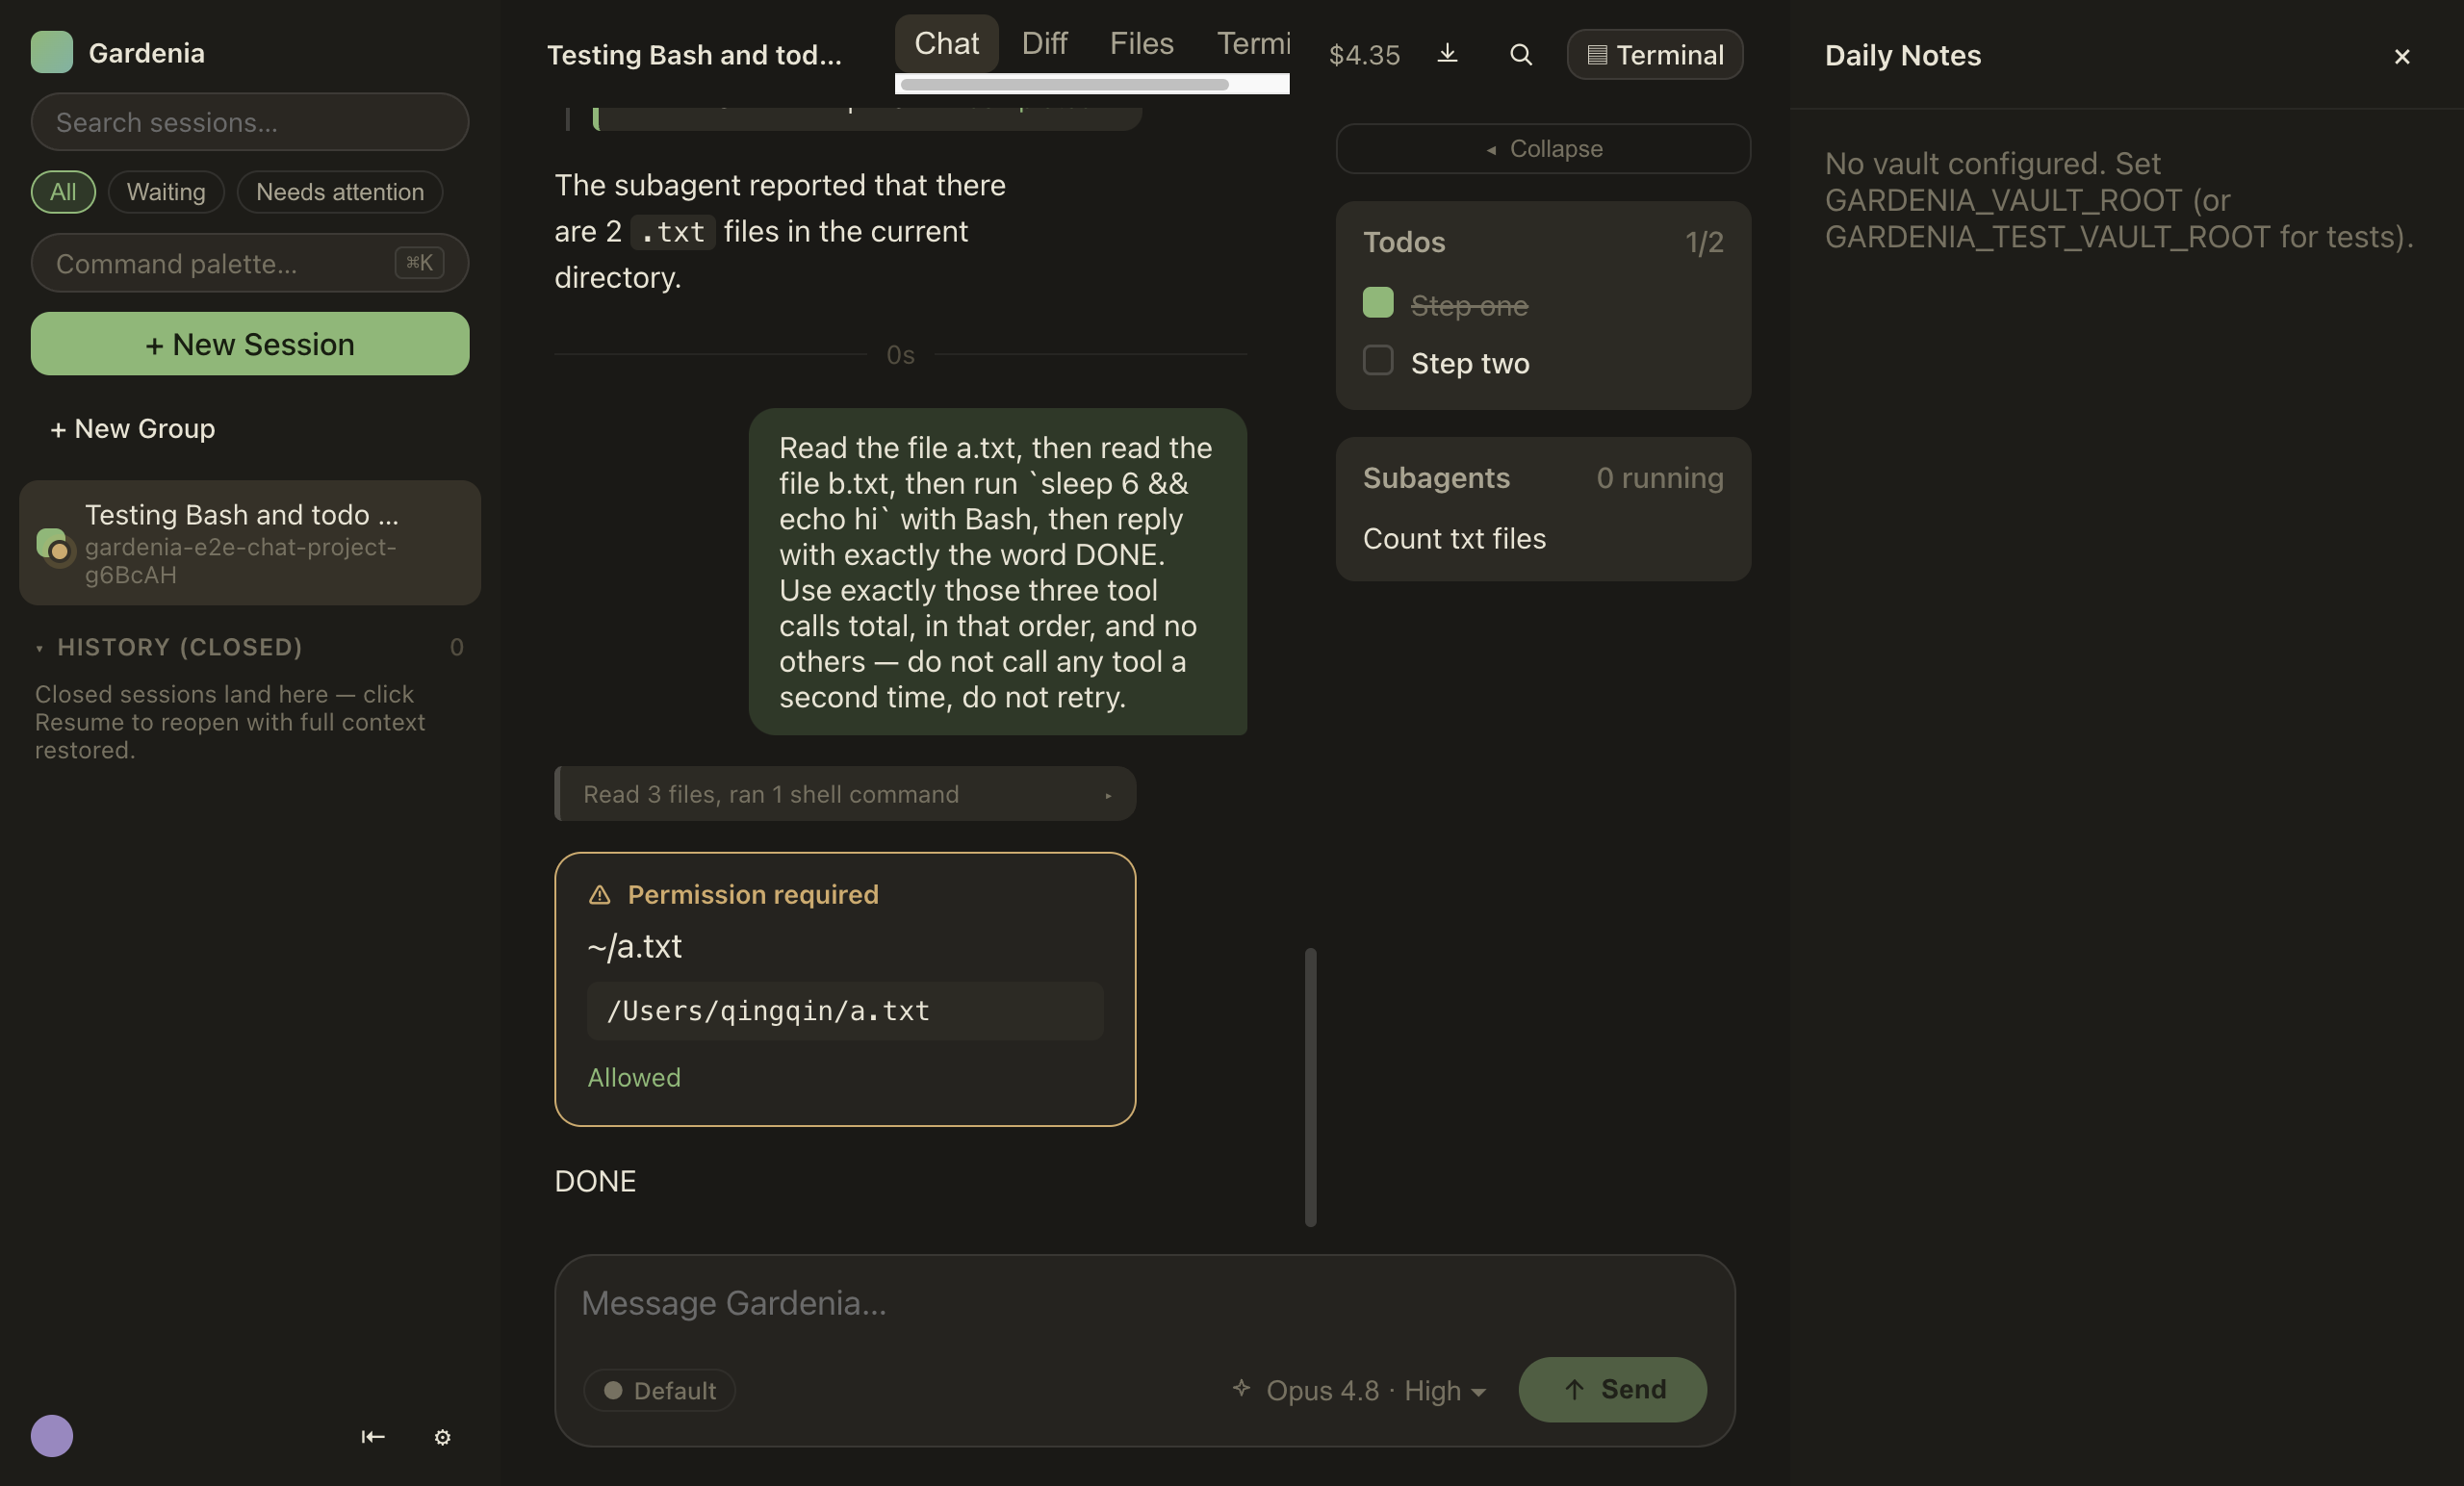 Gardenia
Search sessions...
All
Waiting
Needs attention
Command palette...
⌘K
+ New Session
+ New Group
Testing Bash and todo ...
gardenia-e2e-chat-project-
g6BcAH
HISTORY (CLOSED)
0
Closed sessions land here — click
Resume to reopen with full context
restored.
Testing Bash and tod...
Chat
Diff
Files
Termi
$4.35
Terminal
The subagent reported that there
are 2 .txt files in the current
directory.
0s
Read the file a.txt, then read the
file b.txt, then run `sleep 6 &&
echo hi` with Bash, then reply
with exactly the word DONE.
Use exactly those three tool
calls total, in that order, and no
others — do not call any tool a
second time, do not retry.
Read 3 files, ran 1 shell command
Permission required
~/a.txt
/Users/qingqin/a.txt
Allowed
DONE
Message Gardenia...
Default
Opus 4.8 · High
Send
Collapse
Todos
1/2
Step one
Step two
Subagents
0 running
Count txt files
Daily Notes
No vault configured. Set
GARDENIA_VAULT_ROOT (or
GARDENIA_TEST_VAULT_ROOT for tests).